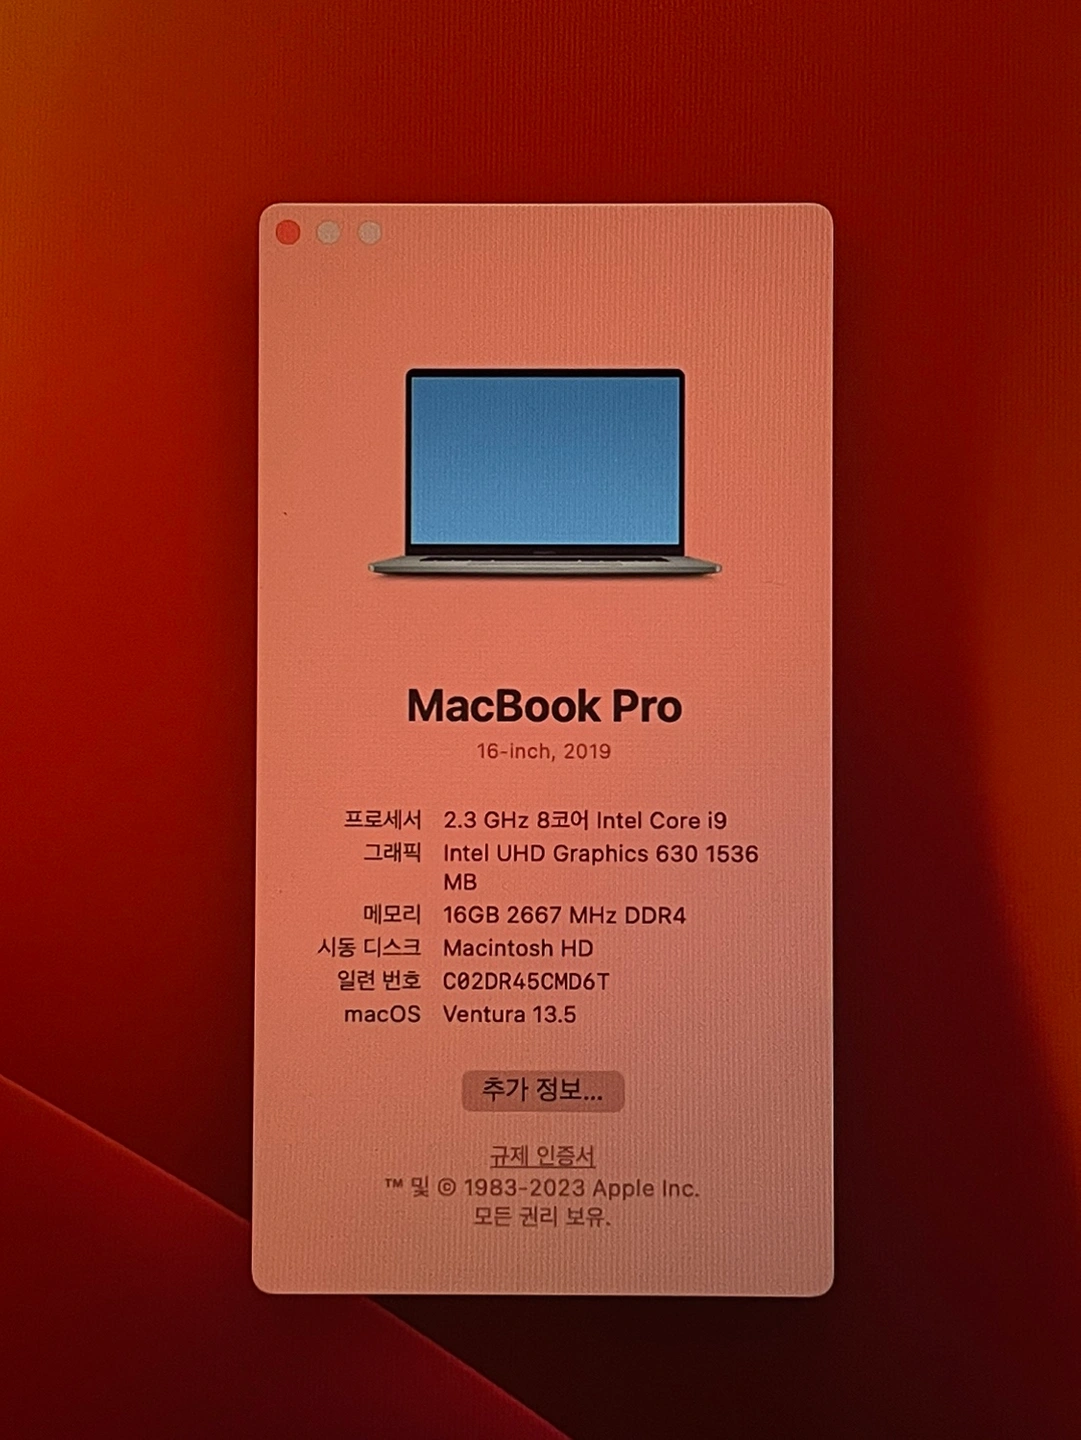 MacBook Pro
16-inch, 2019
프로세서 2.3 GHz 8코어 Intel Core i9
그래픽 Intel UHD Graphics 630 1536
MB
메모리 16GB 2667 MHz DDR4
시동 디스크 Macintosh HD
일련 번호 C02DR45CMD6T
macOS Ventura 13.5
추가 정보...
규제 인증서
™ 및 © 1983-2023 Apple Inc.
모든 권리 보유.